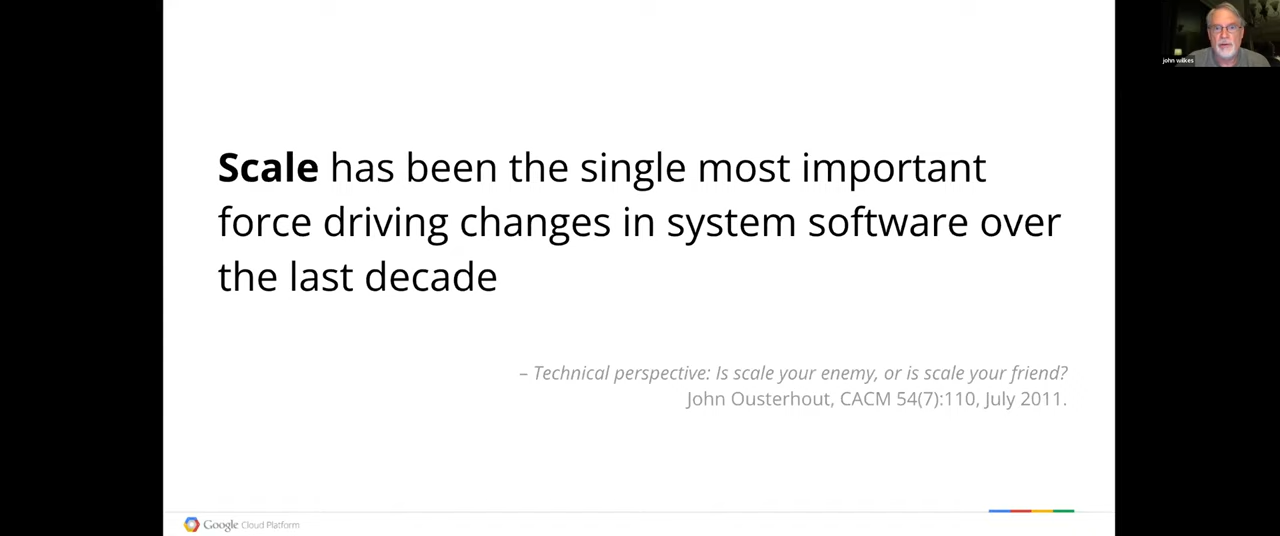 john wilkes
Scale has been the single most important
force driving changes in system software over
the last decade
– Technical perspective: Is scale your enemy, or is scale your friend?
John Ousterhout, CACM 54(7):110, July 2011.
Google Cloud Platform